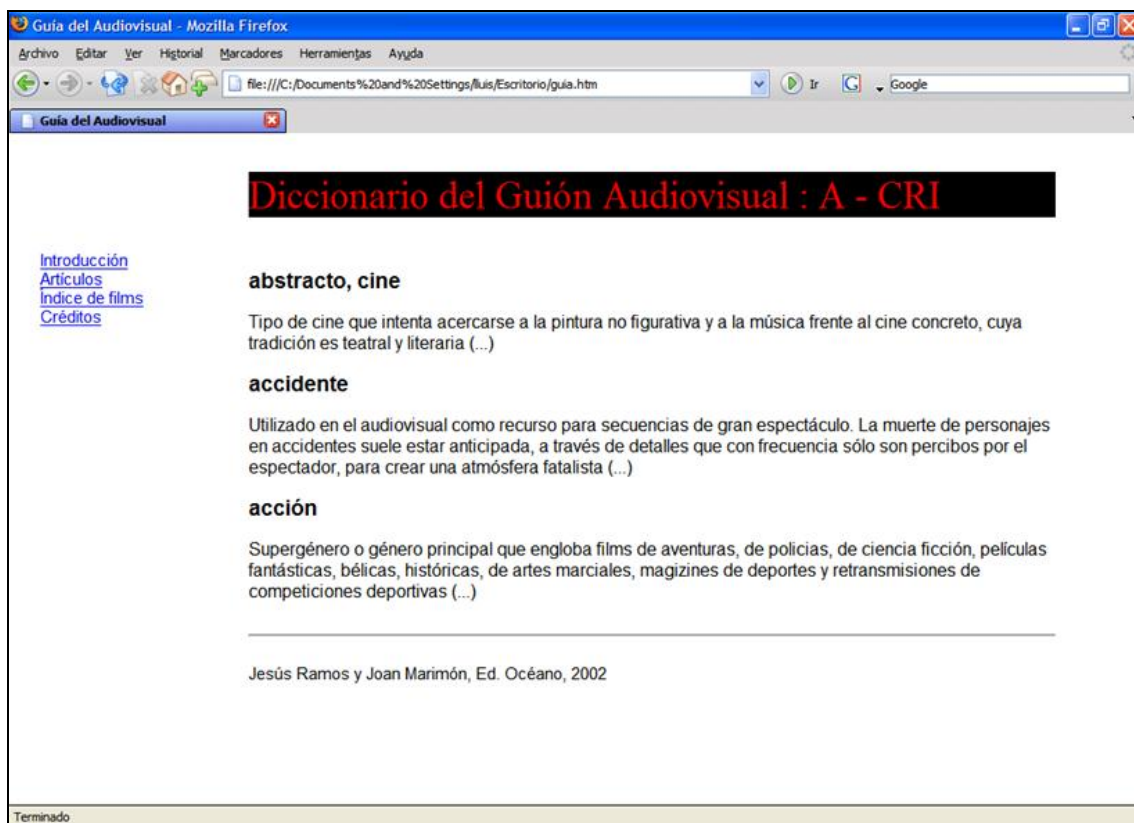 Guía del Audiovisual - Mozilla Firefox
Archivo Editar Ver Historial Marcadores Herramientas Ayuda
file:///C:/Documents%20and%20Settings/lluis/Escritorio/guia.htm Ir G Google
Guía del Audiovisual
Diccionario del Guión Audiovisual : A - CRI
Introducción
Artículos
Índice de films
Créditos
abstracto, cine
Tipo de cine que intenta acercarse a la pintura no figurativa y a la música frente al cine concreto, cuya
tradición es teatral y literaria (...)
accidente
Utilizado en el audiovisual como recurso para secuencias de gran espectáculo. La muerte de personajes
en accidentes suele estar anticipada, a través de detalles que con frecuencia sólo son percibos por el
espectador, para crear una atmósfera fatalista (...)
acción
Supergénero o género principal que engloba films de aventuras, de policias, de ciencia ficción, películas
fantásticas, bélicas, históricas, de artes marciales, magizines de deportes y retransmisiones de
competiciones deportivas (...)
Jesús Ramos y Joan Marimón, Ed. Océano, 2002
Terminado